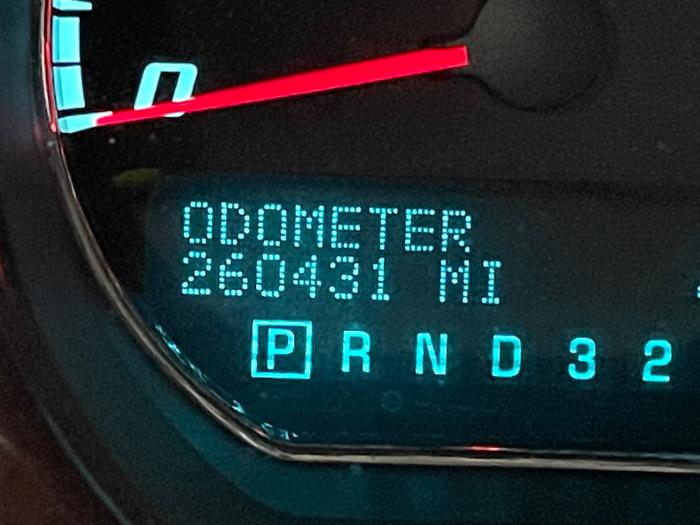 0
ODOMETER
260431 MI
P R N D 3 2